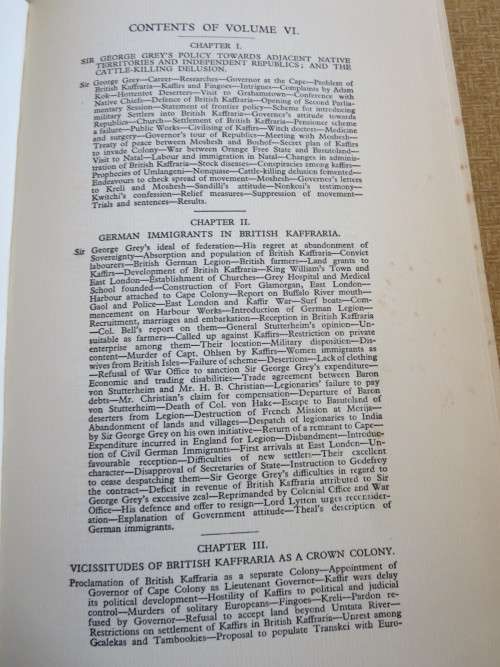 CONTENTS OF VOLUME VI.
CHAPTER I.
SIR GEORGE GREY'S POLICY TOWARDS ADJACENT NATIVE
TERRITORIES AND INDEPENDENT REPUBLICS; AND THE
CATTLE-KILLING DELUSION.
Sir George Grey—Career—Researches—Governor at the Cape—Problem of
British Kaffraria—Kaffirs and Fingoes—Intrigues—Complaints by Adam
Kok—Hottentot Deserters—Visit to Grahamstown—Conference with
Native Chiefs—Defence of British Kaffraria—Opening of Second Parlia-
mentary Session—Statement of frontier policy—Scheme for introducing
military Settlers into British Kaffraria—Governor's attitude towards
Republics—Church—Settlement of British Kaffraria—Pensioner scheme
a failure—Public Works—Civilising of Kaffirs—Witch doctors—Medicine
and surgery—Governor's tour of Republics—Meeting with Moshesh—
Treaty of peace between Moshesh and Boshof—Secret plan of Kaffirs
to invade Colony—War between Orange Free State and Basutoland—
Visit to Natal—Labour and immigration in Natal—Changes in adminis-
tration of British Kaffraria—Stock diseases—Conspiracies among kaffirs—
Prophecies of Umlangeni—Nonquase—Cattle-killing delusion fomented—
Endeavours to check spread of movement—Moshesh—Governor's letters
to Kreli and Moshesh—Sandilli's attitude—Nonkosi's testimony—
Kwitchi's confession—Relief measures—Suppression of movement—
Trials and sentences—Results.
CHAPTER II.
GERMAN IMMIGRANTS IN BRITISH KAFFRARIA.
Sir George Grey's ideal of federation—His regret at abandonment of
Sovereignty—Absorption and population of British Kaffraria—Convict
labourers—British German Legion—British farmers—Land grants to
Kaffirs—Development of British Kaffraria—King William's Town and
East London—Establishment of Churches—Grey Hospital and Medical
School founded—Construction of Fort Glamorgan, East London—
Harbour attached to Cape Colony—Report on Buffalo River mouth—
Gaol and Police—East London and Kaffir War—Surf boats—Com-
mencement on Harbour Works—Introduction of German Legion—
Recruitment, marriages and embarkation—Reception in British Kaffraria
—Col. Bell's report on them—General Stutterheim's opinion—Un-
suitable as farmers—Called up against Kaffirs—Restriction on private
enterprise among them—Their location—Military disposition—Dis-
content—Murder of Capt. Ohlsen by Kaffirs—Women immigrants as
wives from British Isles—Failure of scheme—Desertions—Lack of clothing
—Refusal of War Office to sanction Sir George Grey's expenditure—
Economic and trading disabilities—Trade agreement between Baron
von Stutterheim and Mr. H. B. Christian—Legionaries' failure to pay
debts—Mr. Christian's claim for compensation—Departure of Baron
von Stutterheim—Death of Col. von Hake—Escape to Basutoland of
deserters from Legion—Destruction of French Mission at Morija—
Abandonment of lands and villages—Despatch of legionaries to India
by Sir George Grey on his own initiative—Return of a remnant to Cape—
Expenditure incurred in England for Legion—Disbandment—Introduc-
tion of Civil German Immigrants—First arrivals at East London—Un-
favourable reception—Difficulties of new settlers—Their excellent
character—Disapproval of Secretaries of State—Instruction to Godefroy
to cease despatching them—Sir George Grey's difficulties in regard to
the contract—Deficit in revenue of British Kaffraria attributed to Sir
George Grey's excessive zeal—Reprimanded by Colonial Office and War
Office—His defence and offer to resign—Lord Lytton urges reconsider-
ation—Explanation of Government attitude—Theal's description of
German immigrants.
CHAPTER III.
VICISSITUDES OF BRITISH KAFFRARIA AS A CROWN COLONY.
Proclamation of British Kaffraria as a separate Colony—Appointment of
Governor of Cape Colony as Lieutenant Governor—Kaffir wars delay
its political development—Hostility of Kaffirs to political and judicial
control—Murders of solitary Europeans—Fingoes—Kreli—Pardon re-
fused by Governor—Refusal to accept land beyond Umtata River—
Restrictions on settlement of Kaffirs in British Kaffraria—Unrest among
Gcalekas and Tambookies—Proposal to populate Transkei with Euro-